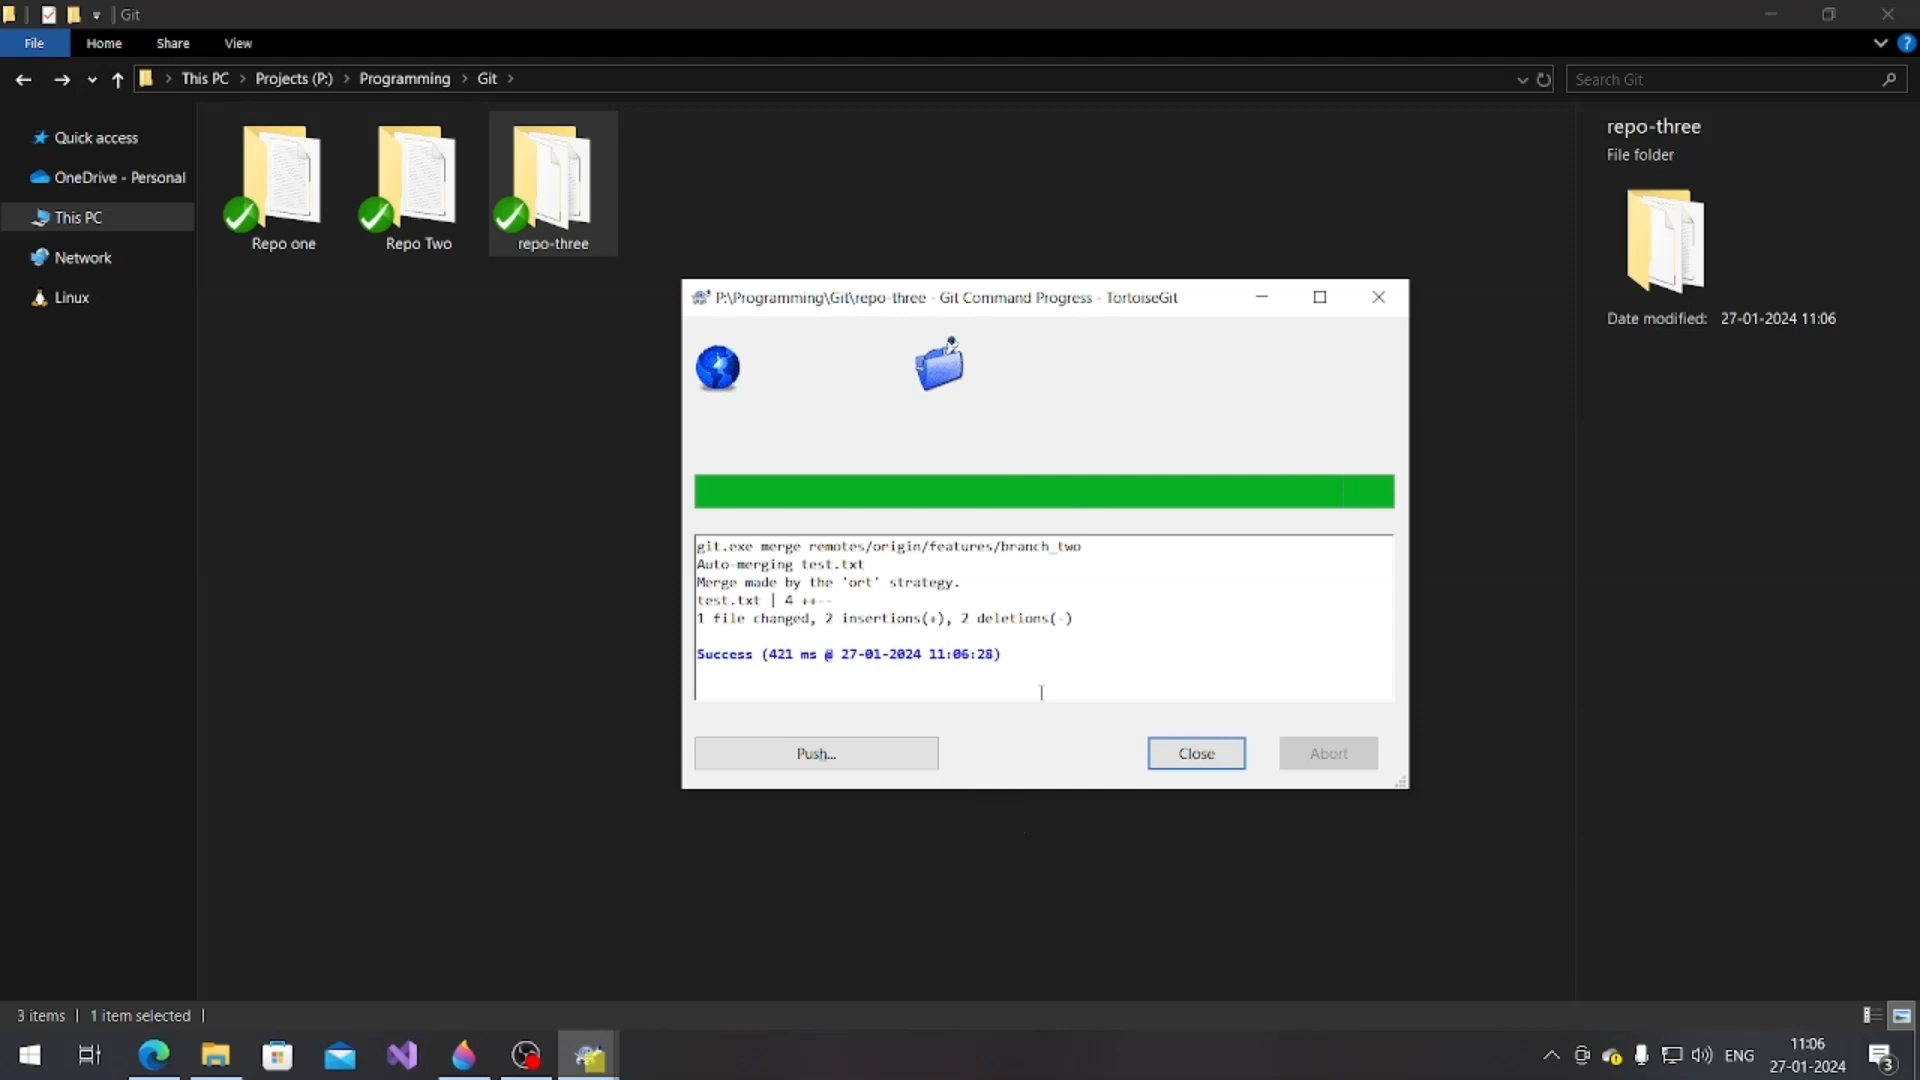 Git
File Home Share View
This PC > Projects (P:) > Programming > Git >
Search Git
Quick access
OneDrive - Personal
This PC
Network
Linux
Repo one
Repo Two
repo-three
repo-three
File folder
Date modified: 27-01-2024 11:06
P:\Programming\Git\repo-three - Git Command Progress - TortoiseGit
git.exe merge remotes/origin/features/branch_two
Auto-merging test.txt
Merge made by the 'ort' strategy.
test.txt | 4 ++--
1 file changed, 2 insertions(+), 2 deletions(-)
Success (421 ms @ 27-01-2024 11:06:28)
Push...
Close
Abort
3 items | 1 item selected |
ENG
11:06
27-01-2024
3